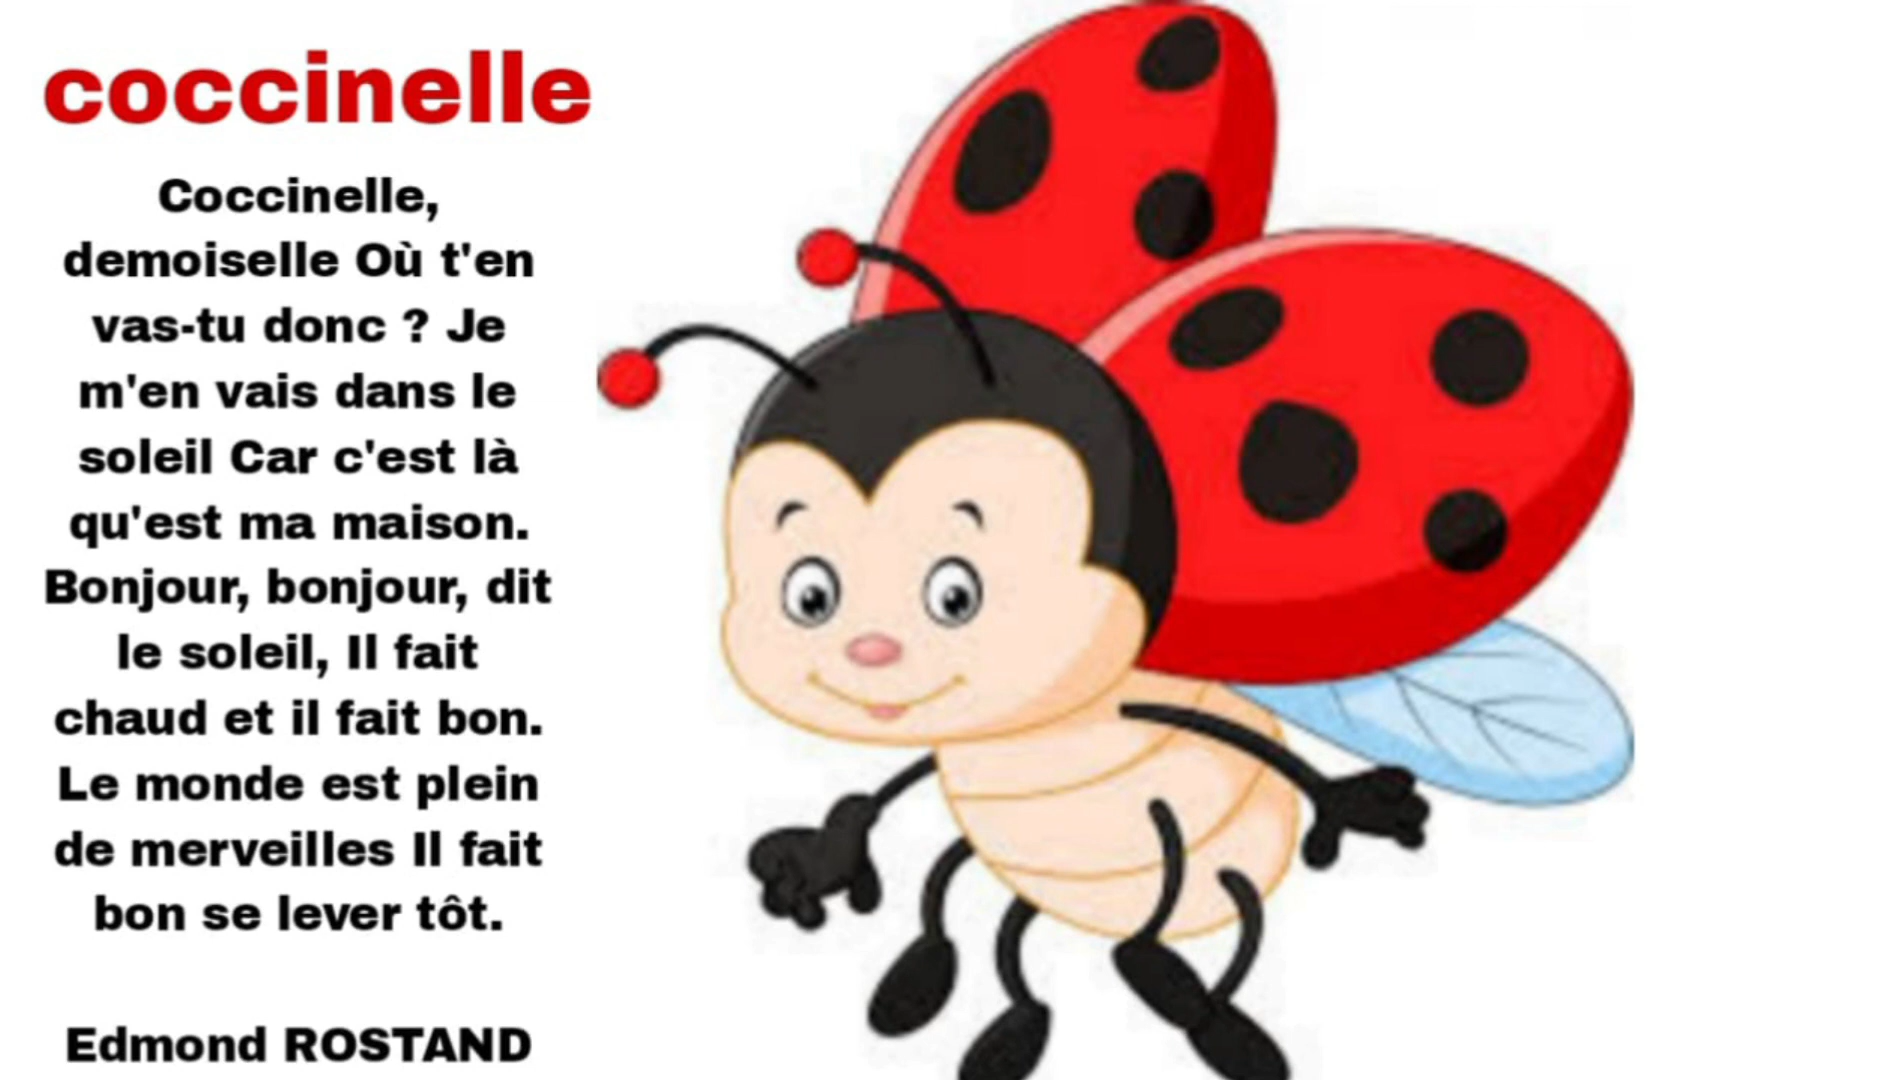 coccinelle
Coccinelle,
demoiselle Où t'en
vas-tu donc ? Je
m'en vais dans le
soleil Car c'est là
qu'est ma maison.
Bonjour, bonjour, dit
le soleil, Il fait
chaud et il fait bon.
Le monde est plein
de merveilles Il fait
bon se lever tôt.
Edmond ROSTAND